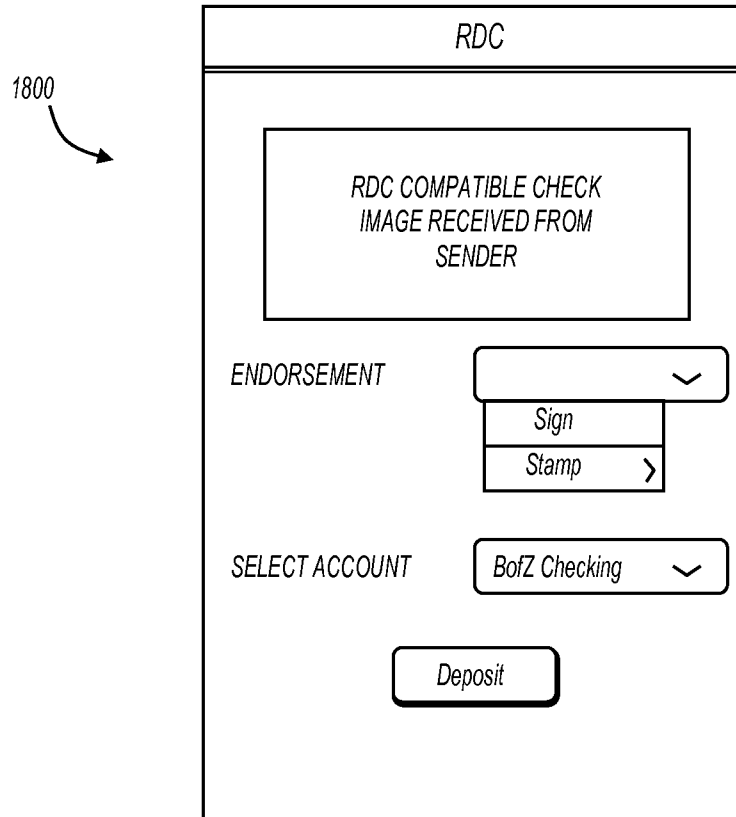 RDC
1800
RDC COMPATIBLE CHECK
IMAGE RECEIVED FROM
SENDER
ENDORSEMENT
Sign
Stamp
SELECT ACCOUNT
BofZ Checking
Deposit